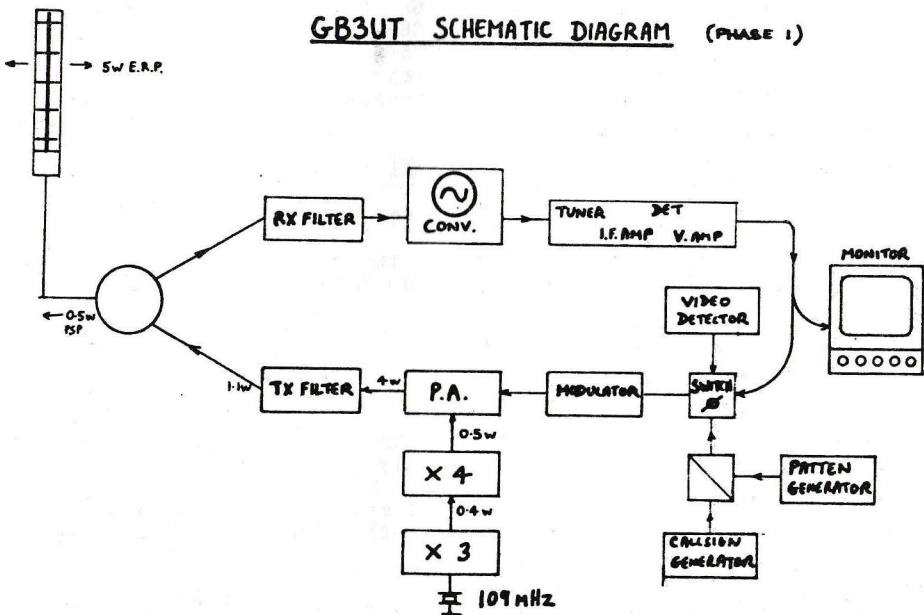 GB3UT SCHEMATIC DIAGRAM (PHASE 1)
5W E.R.P.
RX FILTER
CONV.
TUNER DET
I.F. AMP V. AMP
MONITOR
VIDEO
DETECTOR
0.5W
PSP
1.1W
TX FILTER
4W
P.A.
MODULATOR
SWITCH
0.5W
X 4
PATTEN
GENERATOR
0.4W
X 3
CALLSIGN
GENERATOR
109 MHz